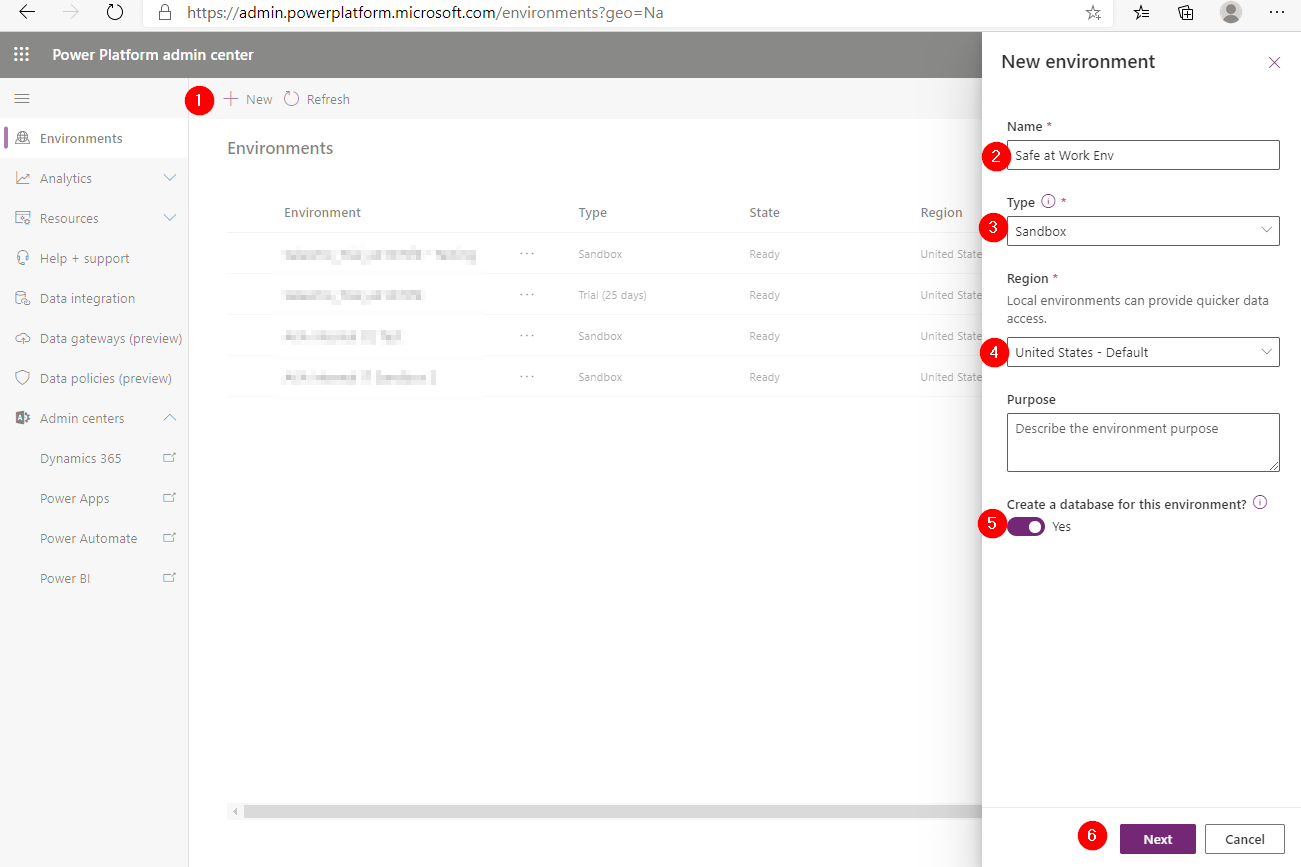 https://admin.powerplatform.microsoft.com/environments?geo=Na
Power Platform admin center
1 New Refresh
Environments
Analytics
Resources
Help + support
Data integration
Data gateways (preview)
Data policies (preview)
Admin centers
Dynamics 365
Power Apps
Power Automate
Power BI
Environments
Environment Type State Region
Sandbox Ready United State
Trial (25 days) Ready United State
Sandbox Ready United State
Sandbox Ready United State
New environment
Name *
2 Safe at Work Env
Type *
3 Sandbox
Region *
Local environments can provide quicker data
access.
4 United States - Default
Purpose
Describe the environment purpose
Create a database for this environment?
5 Yes
6 Next Cancel